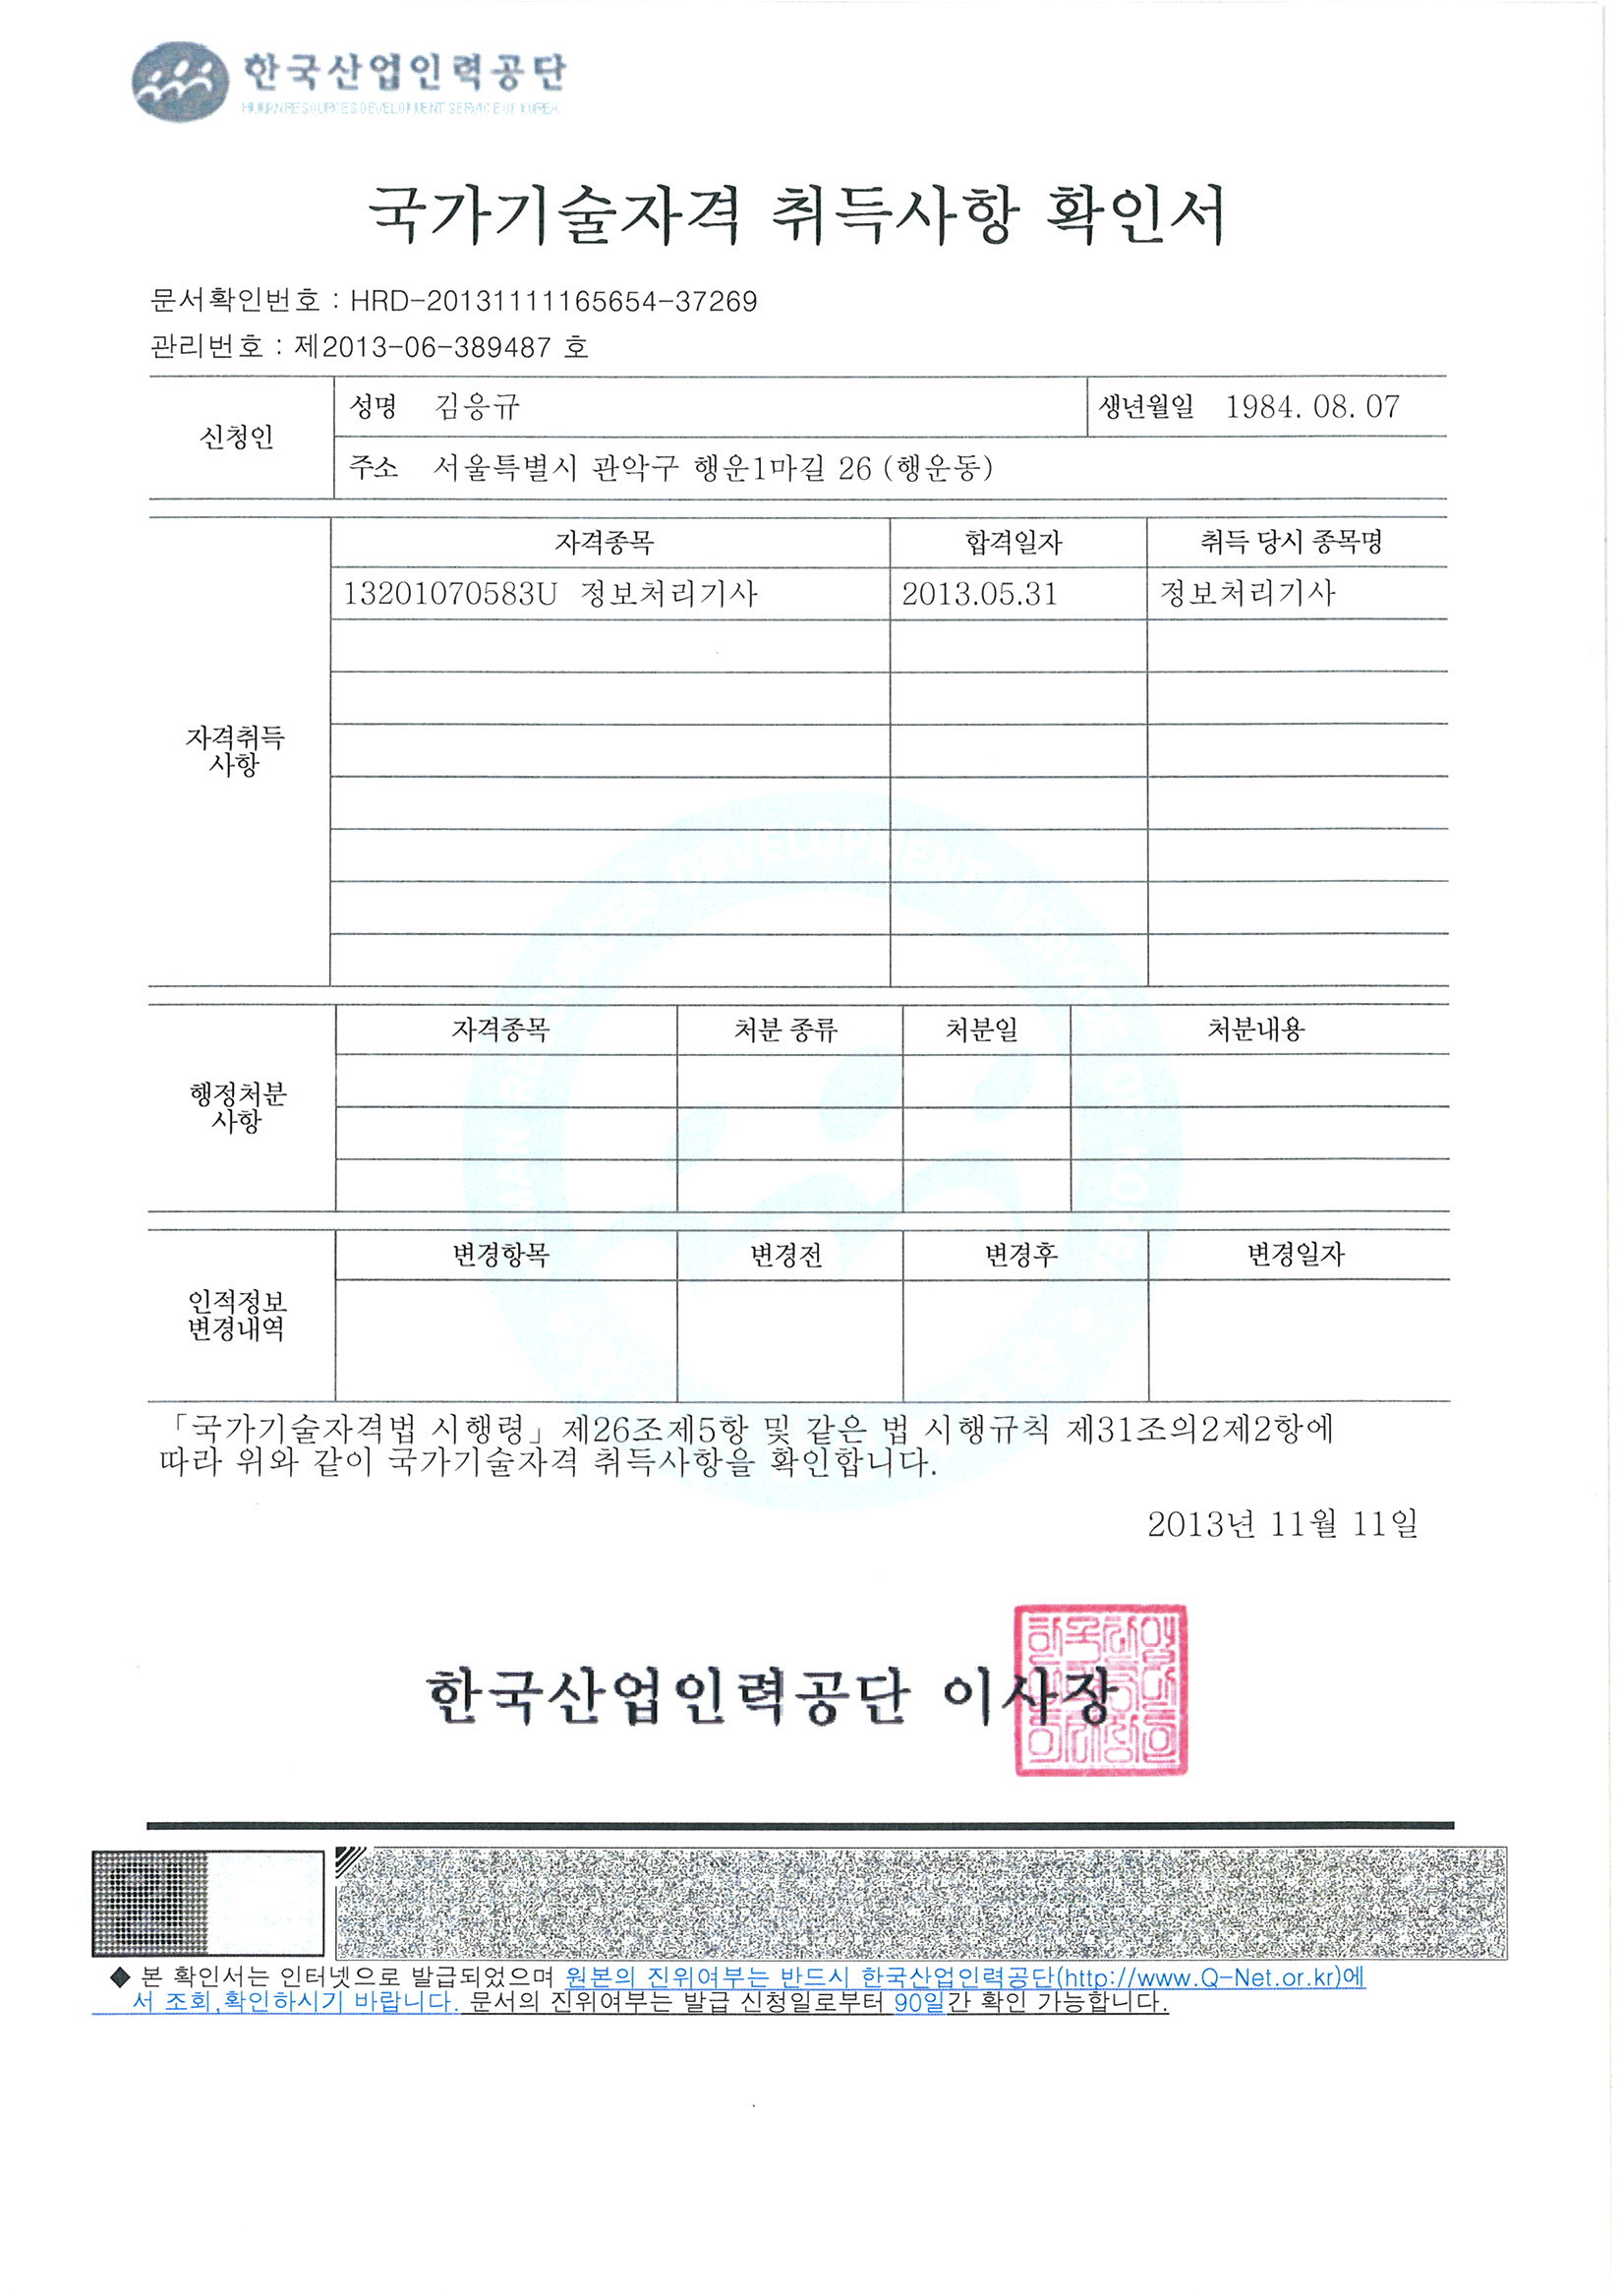 한국산업인력공단
HUMAN RESOURCES DEVELOPMENT SERVICE OF KOREA
국가기술자격 취득사항 확인서
문서확인번호 : HRD-20131111165654-37269
관리번호 : 제2013-06-389487 호
신청인
성명 김응규 생년월일 1984. 08. 07
주소 서울특별시 관악구 행운1마길 26 (행운동)
자격취득
사항
자격종목 합격일자 취득 당시 종목명
13201070583U 정보처리기사 2013.05.31 정보처리기사
행정처분
사항
자격종목 처분 종류 처분일 처분내용
인적정보
변경내역
변경항목 변경전 변경후 변경일자
「국가기술자격법 시행령」 제26조제5항 및 같은 법 시행규칙 제31조의2제2항에
따라 위와 같이 국가기술자격 취득사항을 확인합니다.
2013년 11월 11일
한국산업인력공단 이사장
◆ 본 확인서는 인터넷으로 발급되었으며 원본의 진위여부는 반드시 한국산업인력공단(http://www.Q-Net.or.kr)에
서 조회,확인하시기 바랍니다. 문서의 진위여부는 발급 신청일로부터 90일간 확인 가능합니다.